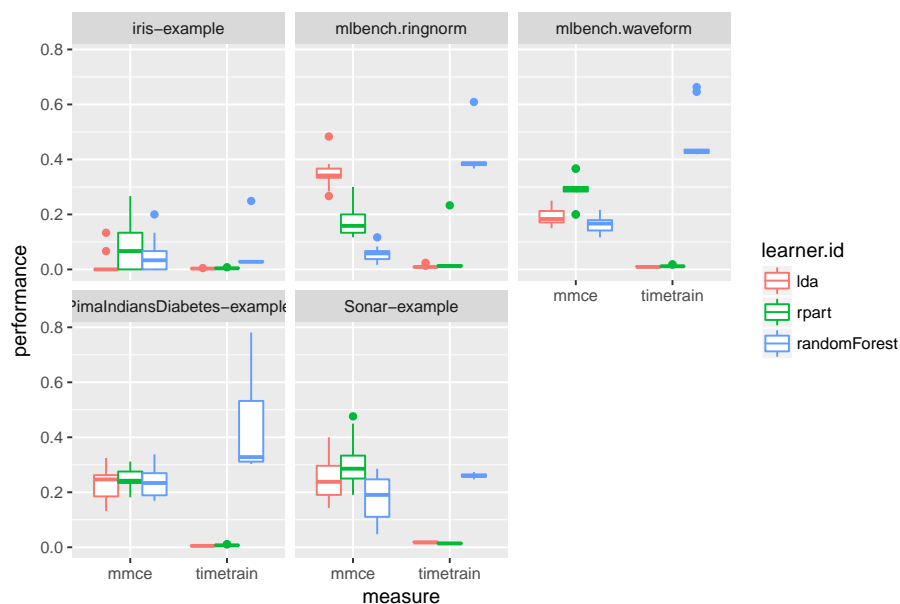 iris−example
mlbench.ringnorm
mlbench.waveform
0.8
0.6
0.4
0.2
0.0
mmce
timetrain
PimaIndiansDiabetes−example
Sonar−example
0.8
0.6
0.4
0.2
0.0
mmce
timetrain
mmce
timetrain
measure
performance
learner.id
lda
rpart
randomForest